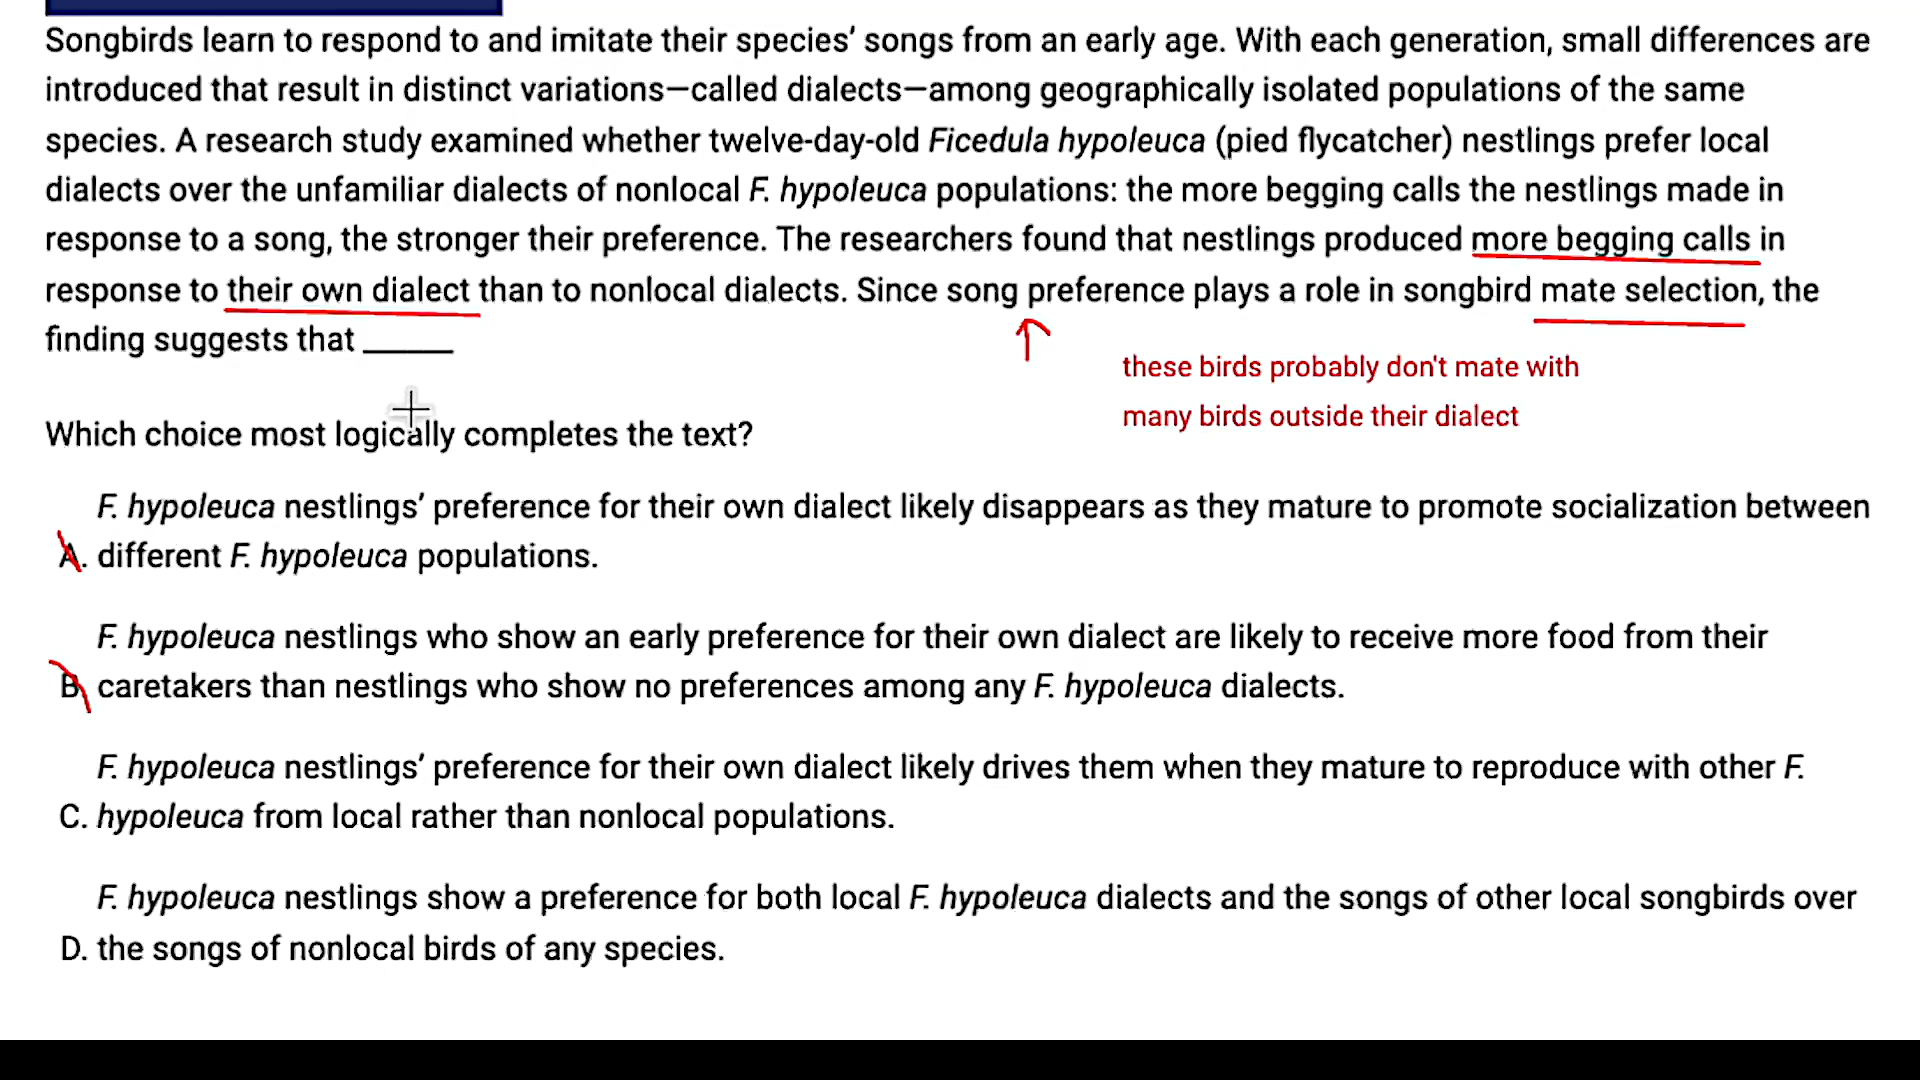 Songbirds learn to respond to and imitate their species’ songs from an early age. With each generation, small differences are
introduced that result in distinct variations—called dialects—among geographically isolated populations of the same
species. A research study examined whether twelve-day-old Ficedula hypoleuca (pied flycatcher) nestlings prefer local
dialects over the unfamiliar dialects of nonlocal F. hypoleuca populations: the more begging calls the nestlings made in
response to a song, the stronger their preference. The researchers found that nestlings produced more begging calls in
response to their own dialect than to nonlocal dialects. Since song preference plays a role in songbird mate selection, the
finding suggests that ______
these birds probably don't mate with
many birds outside their dialect
Which choice most logically completes the text?
F. hypoleuca nestlings’ preference for their own dialect likely disappears as they mature to promote socialization between
A. different F. hypoleuca populations.
F. hypoleuca nestlings who show an early preference for their own dialect are likely to receive more food from their
B. caretakers than nestlings who show no preferences among any F. hypoleuca dialects.
F. hypoleuca nestlings’ preference for their own dialect likely drives them when they mature to reproduce with other F.
C. hypoleuca from local rather than nonlocal populations.
F. hypoleuca nestlings show a preference for both local F. hypoleuca dialects and the songs of other local songbirds over
D. the songs of nonlocal birds of any species.